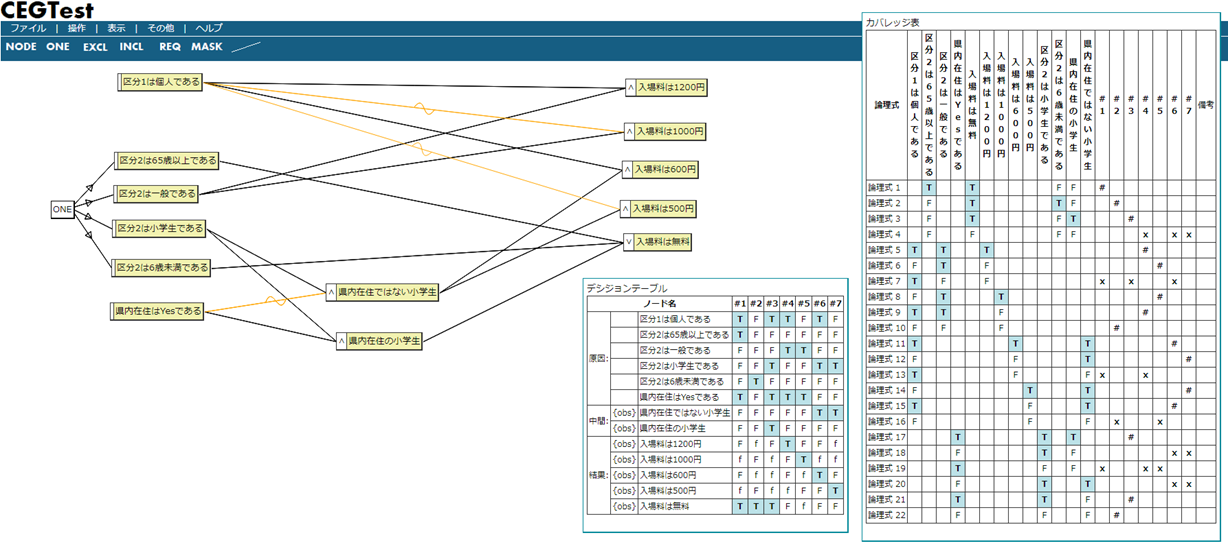 CEGTest
ファイル | 操作 | 表示 | その他 | ヘルプ
NODE ONE EXCL INCL REQ MASK
区分1は個人である
区分2は65歳以上である
ONE
区分2は一般である
区分2は小学生である
区分2は6歳未満である
県内在住はYesである
∧ 県内在住ではない小学生
∧ 県内在住の小学生
∧ 入場料は1200円
∧ 入場料は1000円
∧ 入場料は600円
∧ 入場料は500円
∨ 入場料は無料
デシジョンテーブル
ノード名 #1 #2 #3 #4 #5 #6 #7
原因: 区分1は個人である T F T T F T F
区分2は65歳以上である T F F F F F F
区分2は一般である F F F T T F F
区分2は小学生である F F T F F T T
区分2は6歳未満である F T F F F F F
県内在住はYesである T F T T T F F
中間: {obs} 県内在住ではない小学生 F F F F F T T
{obs} 県内在住の小学生 F F T F F F F
結果: {obs} 入場料は1200円 F f F T F F f
{obs} 入場料は1000円 f F f F T f f
{obs} 入場料は600円 F f f f f T F
{obs} 入場料は500円 f F f f F F T
{obs} 入場料は無料 T T T F f F F
カバレッジ表
論理式 区分1は個人である 区分2は65歳以上である 区分2は一般である 県内在住はYesである 入場料は無料 入場料は1200円 入場料は1000円 入場料は600円 入場料は500円 区分2は小学生である 区分2は6歳未満である 県内在住の小学生 県内在住ではない小学生 #1 #2 #3 #4 #5 #6 #7 備考
論理式 1 T T F F #
論理式 2 F T T F #
論理式 3 F T F T #
論理式 4 F F F F x x x
論理式 5 T T T #
論理式 6 F T F #
論理式 7 T F F x x x
論理式 8 F T T #
論理式 9 T T F #
論理式 10 F F F #
論理式 11 T T T #
論理式 12 F F T #
論理式 13 T F F x x
論理式 14 F T T #
論理式 15 T F T #
論理式 16 F F F x x
論理式 17 T T T #
論理式 18 F T F x x
論理式 19 T F F x x x
論理式 20 F T T x x
論理式 21 T T F #
論理式 22 F F F #